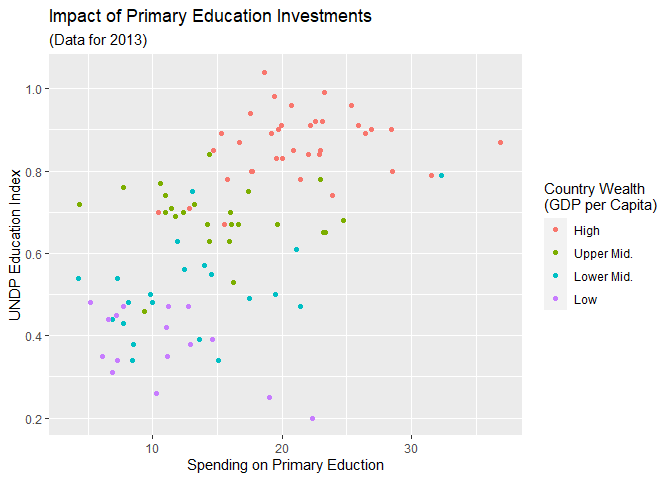 Impact of Primary Education Investments
(Data for 2013)
1.0
0.8
0.6
0.4
0.2
UNDP Education Index
10
20
30
Spending on Primary Eduction
Country Wealth
(GDP per Capita)
High
Upper Mid.
Lower Mid.
Low